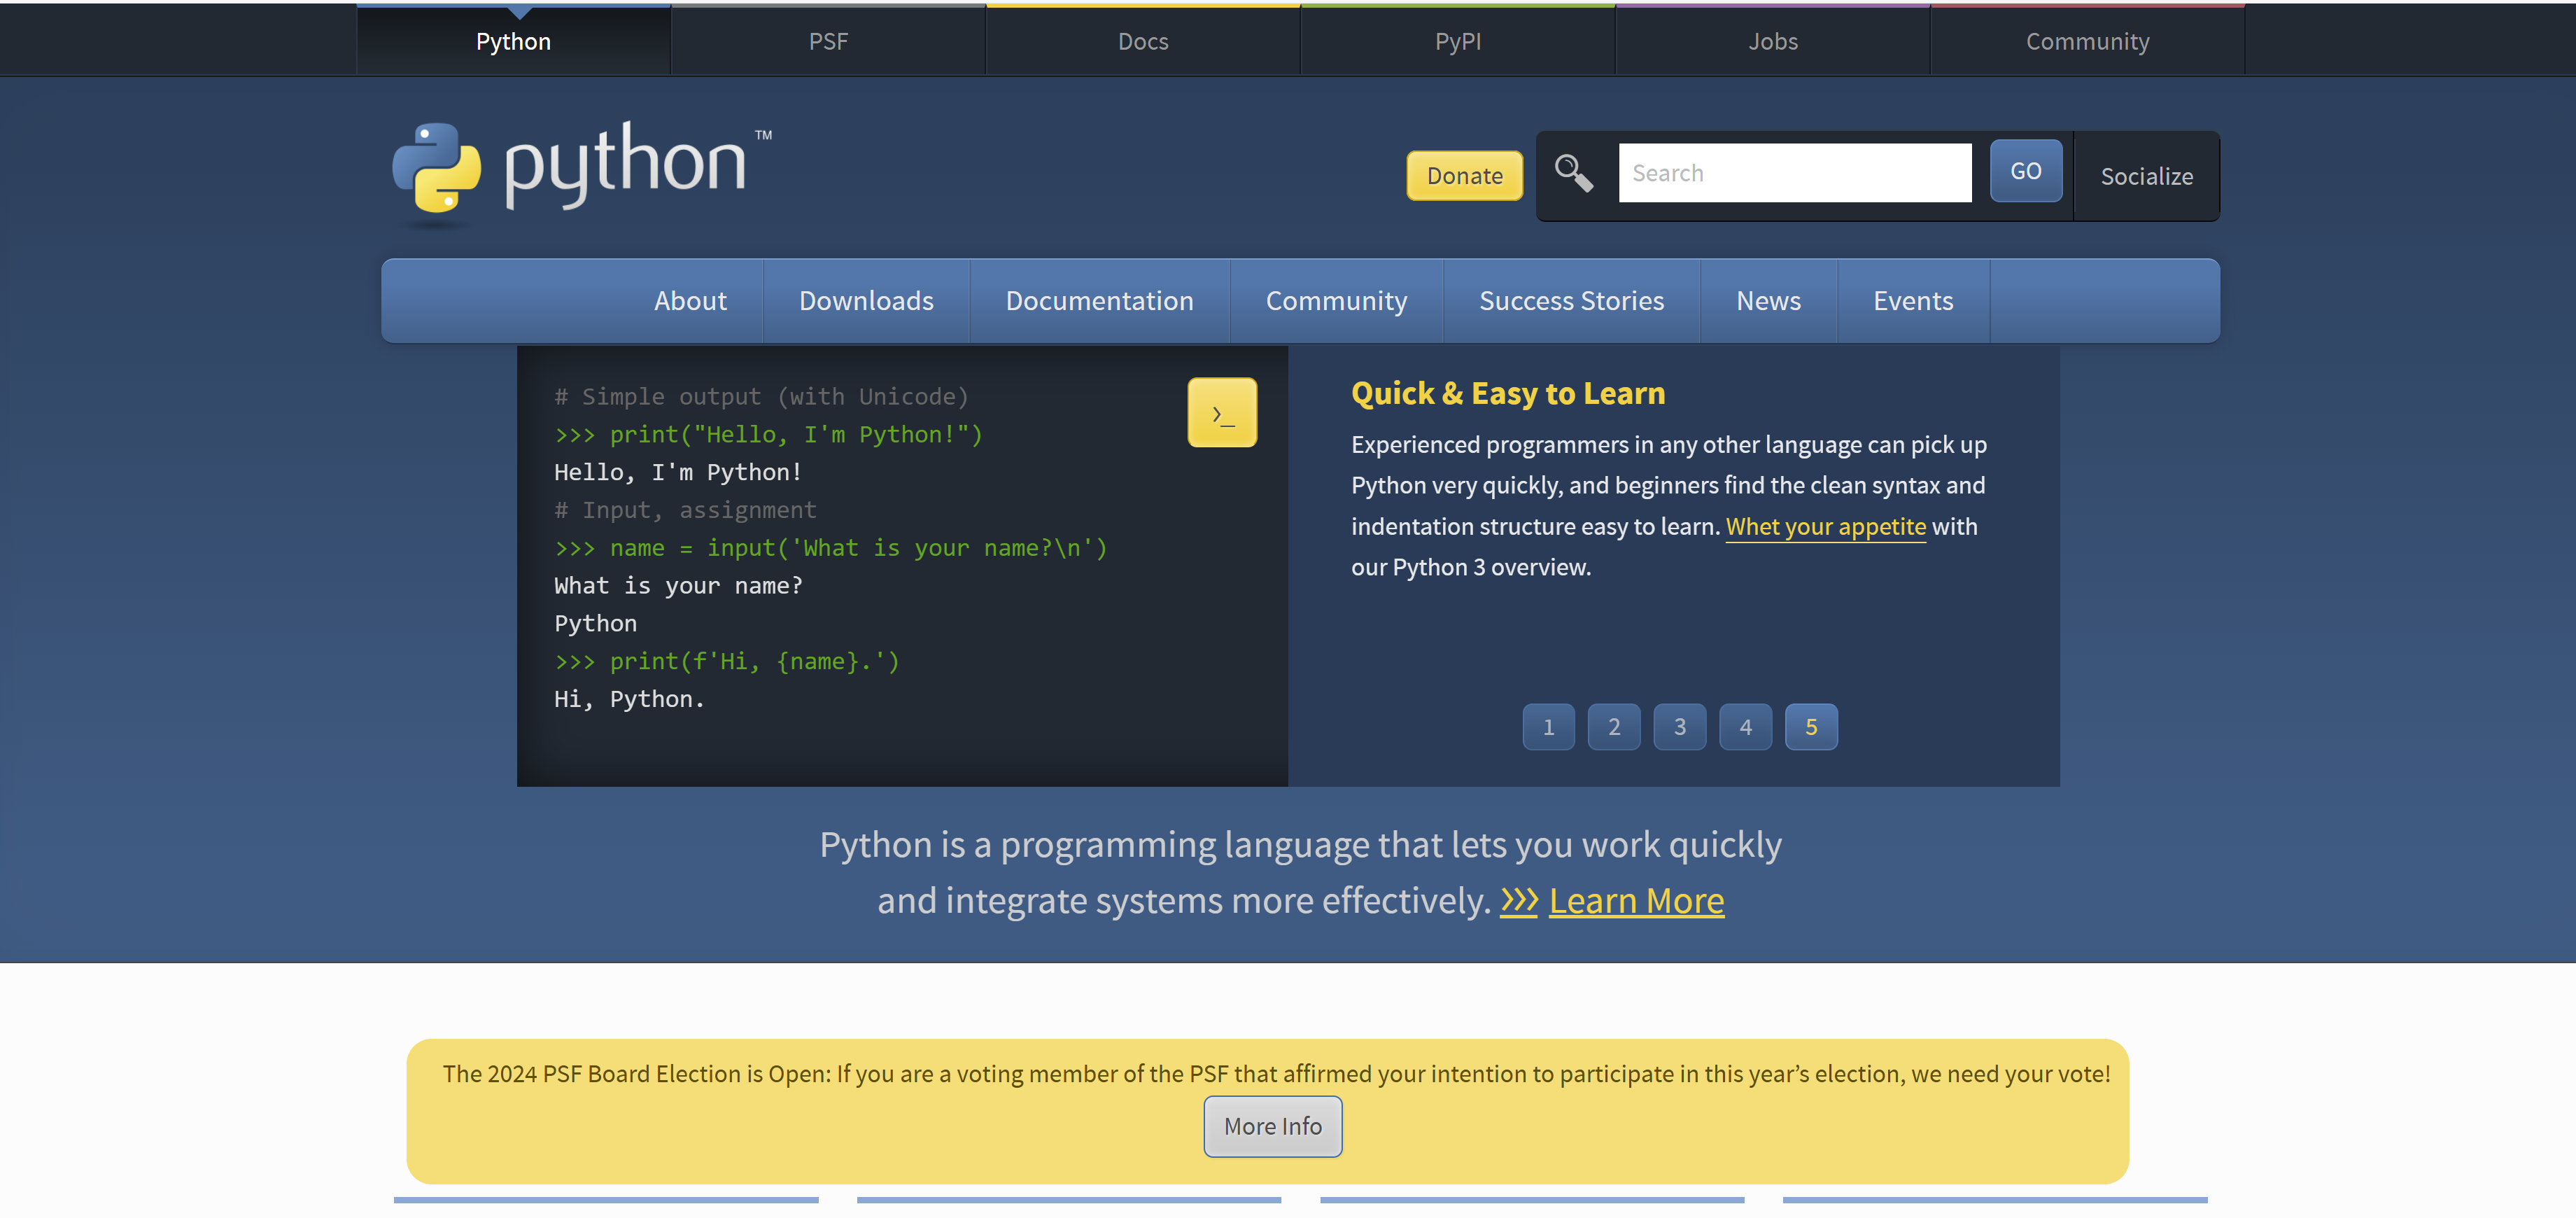 Python
PSF
Docs
PyPI
Jobs
Community
python™
Donate
Search
GO
Socialize
About
Downloads
Documentation
Community
Success Stories
News
Events
# Simple output (with Unicode)
>>> print("Hello, I'm Python!")
Hello, I'm Python!
# Input, assignment
>>> name = input('What is your name?\n')
What is your name?
Python
>>> print(f'Hi, {name}.')
Hi, Python.
>_
Quick & Easy to Learn
Experienced programmers in any other language can pick up
Python very quickly, and beginners find the clean syntax and
indentation structure easy to learn. Whet your appetite with
our Python 3 overview.
1
2
3
4
5
Python is a programming language that lets you work quickly
and integrate systems more effectively. >>> Learn More
The 2024 PSF Board Election is Open: If you are a voting member of the PSF that affirmed your intention to participate in this year’s election, we need your vote!
More Info